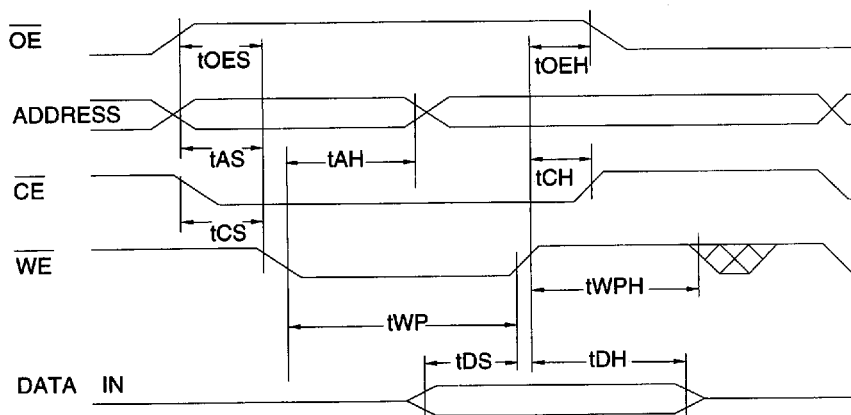 OE
tOES
tOEH
ADDRESS
tAS
tAH
tCH
CE
tCS
WE
tWPH
tWP
tDS
tDH
DATA IN